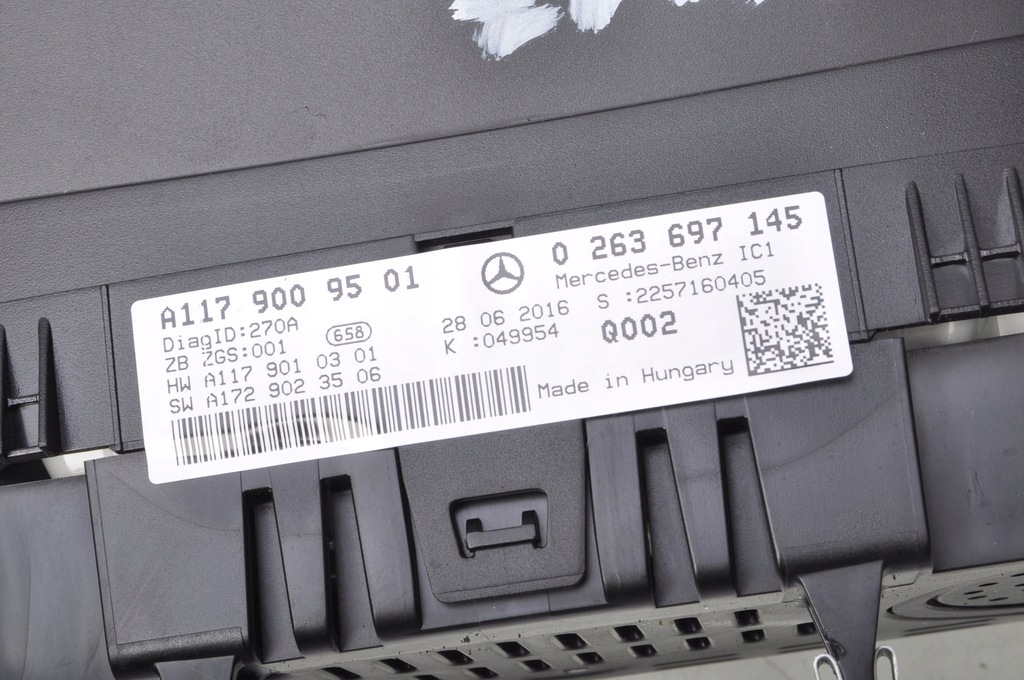 A117 900 95 01
0 263 697 145
Mercedes-Benz IC1
DiagID:270A
658
28 06 2016
S :2257160405
ZB ZGS:001
K :049954
Q002
HW A117 901 03 01
SW A172 902 35 06
Made in Hungary